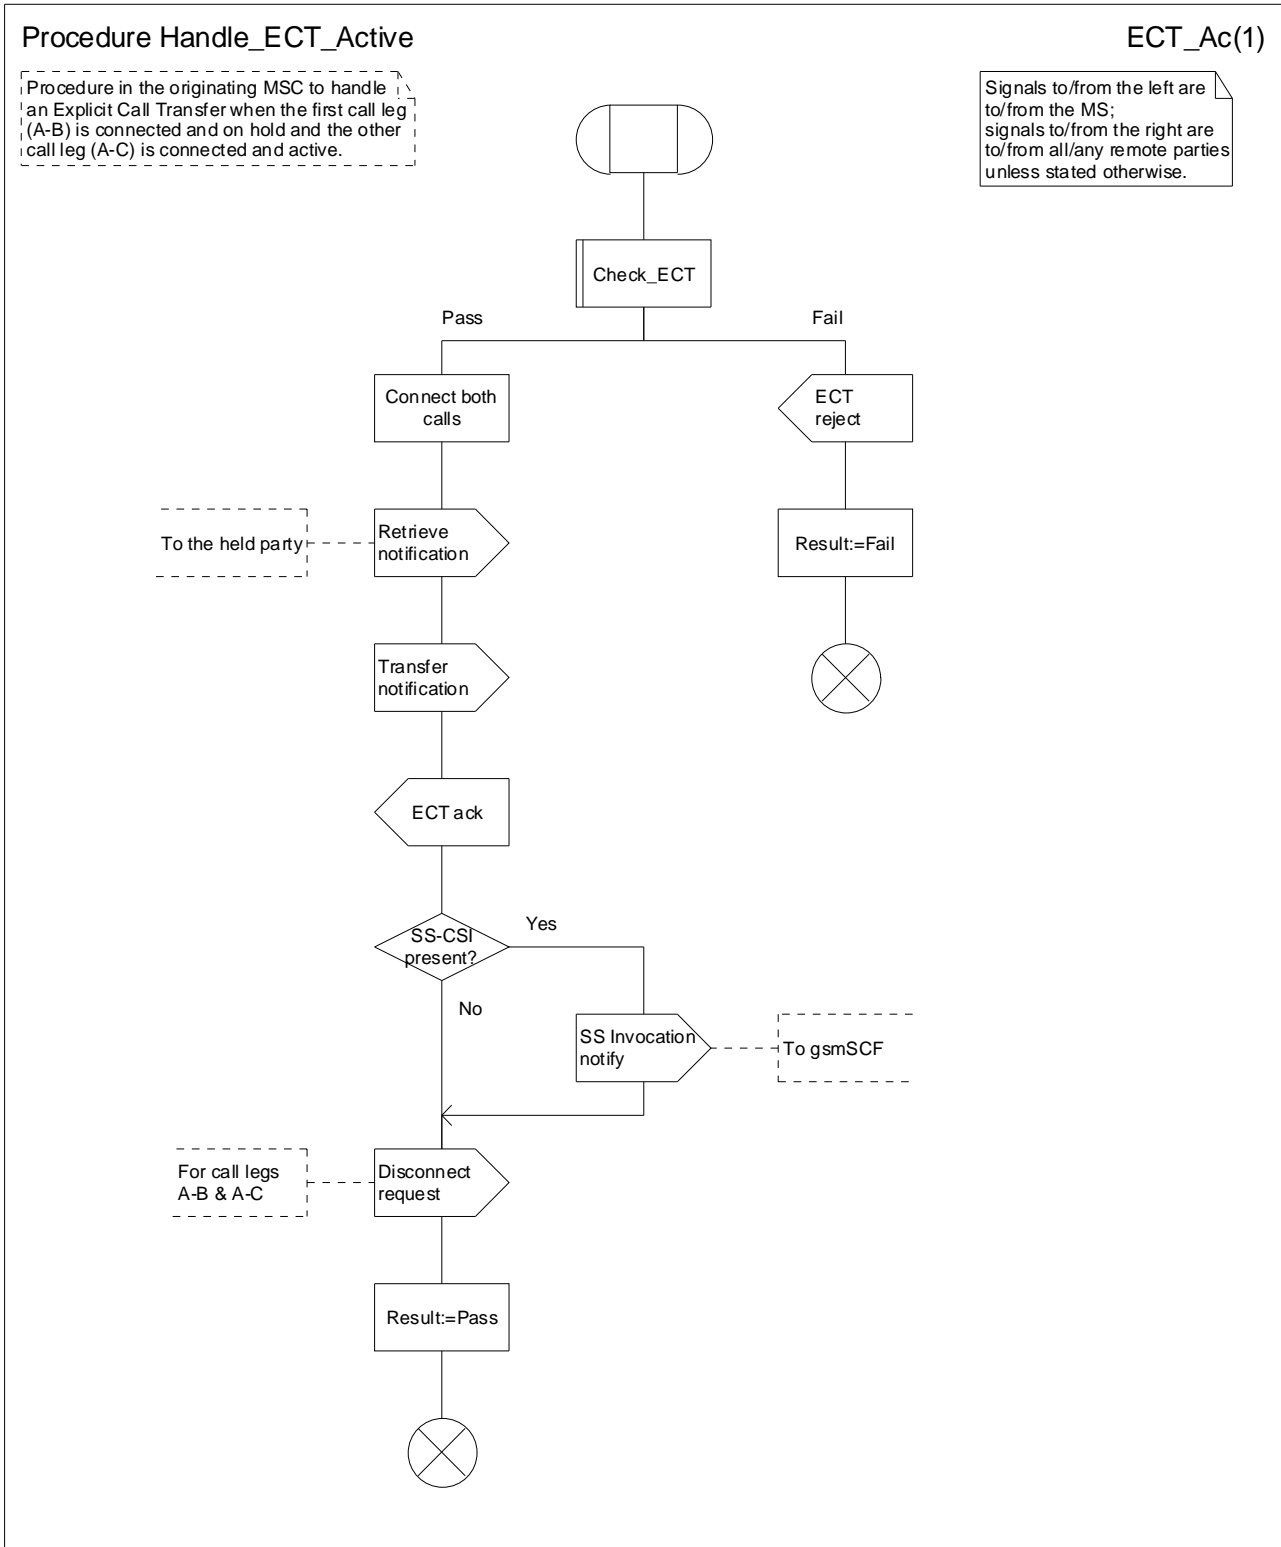 Procedure Handle_ECT_Active
ECT_Ac(1)
Procedure in the originating MSC to handle
an Explicit Call Transfer when the first call leg
(A-B) is connected and on hold and the other
call leg (A-C) is connected and active.
Signals to/from the left are
to/from the MS;
signals to/from the right are
to/from all/any remote parties
unless stated otherwise.
Check_ECT
Pass
Fail
Connect both
calls
ECT
reject
To the held party
Retrieve
notification
Result:=Fail
Transfer
notification
ECT ack
SS-CSI
present?
Yes
No
SS Invocation
notify
To gsmSCF
For call legs
A-B & A-C
Disconnect
request
Result:=Pass